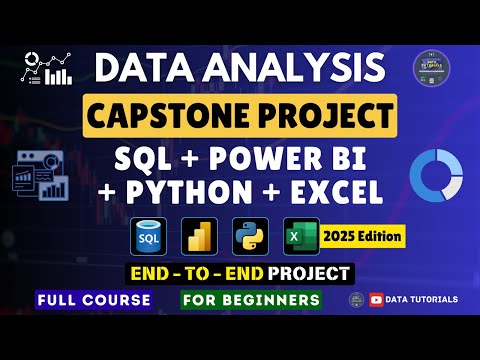 DATA ANALYSIS
CAPSTONE PROJECT
SQL + POWER BI
+ PYTHON + EXCEL
SQL
X
2025 Edition
END - TO - END PROJECT
FULL COURSE
FOR BEGINNERS
DATA TUTORIALS